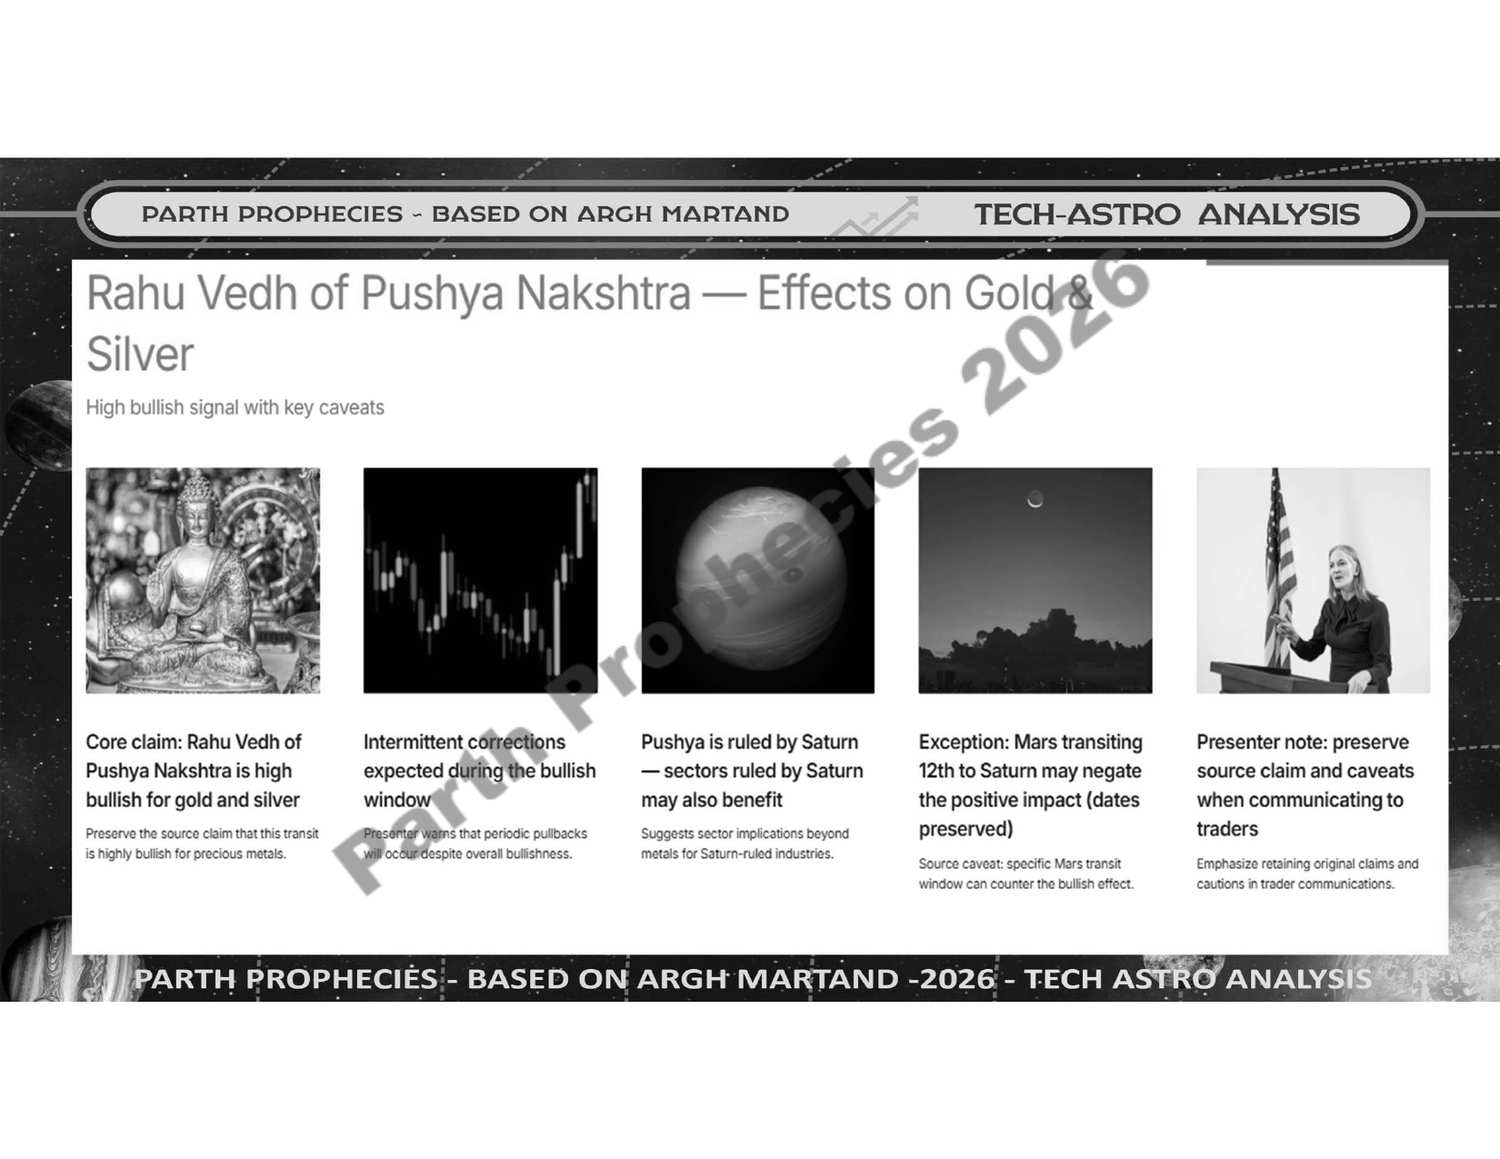 PARTH PROPHECIES ~ BASED ON ARGH MARTAND
TECH-ASTRO ANALYSIS
Rahu Vedh of Pushya Nakshtra — Effects on Gold &
Silver
High bullish signal with key caveats
Core claim: Rahu Vedh of
Pushya Nakshtra is high
bullish for gold and silver
Preserve the source claim that this transit
is highly bullish for precious metals.
Intermittent corrections
expected during the bullish
window
Presenter warns that periodic pullbacks
will occur despite overall bullishness.
Pushya is ruled by Saturn
— sectors ruled by Saturn
may also benefit
Suggests sector implications beyond
metals for Saturn-ruled industries.
Exception: Mars transiting
12th to Saturn may negate
the positive impact (dates
preserved)
Source caveat: specific Mars transit
window can counter the bullish effect.
Presenter note: preserve
source claim and caveats
when communicating to
traders
Emphasize retaining original claims and
cautions in trader communications.
Parth Prophecies 2026
PARTH PROPHECIES - BASED ON ARGH MARTAND -2026 - TECH ASTRO ANALYSIS